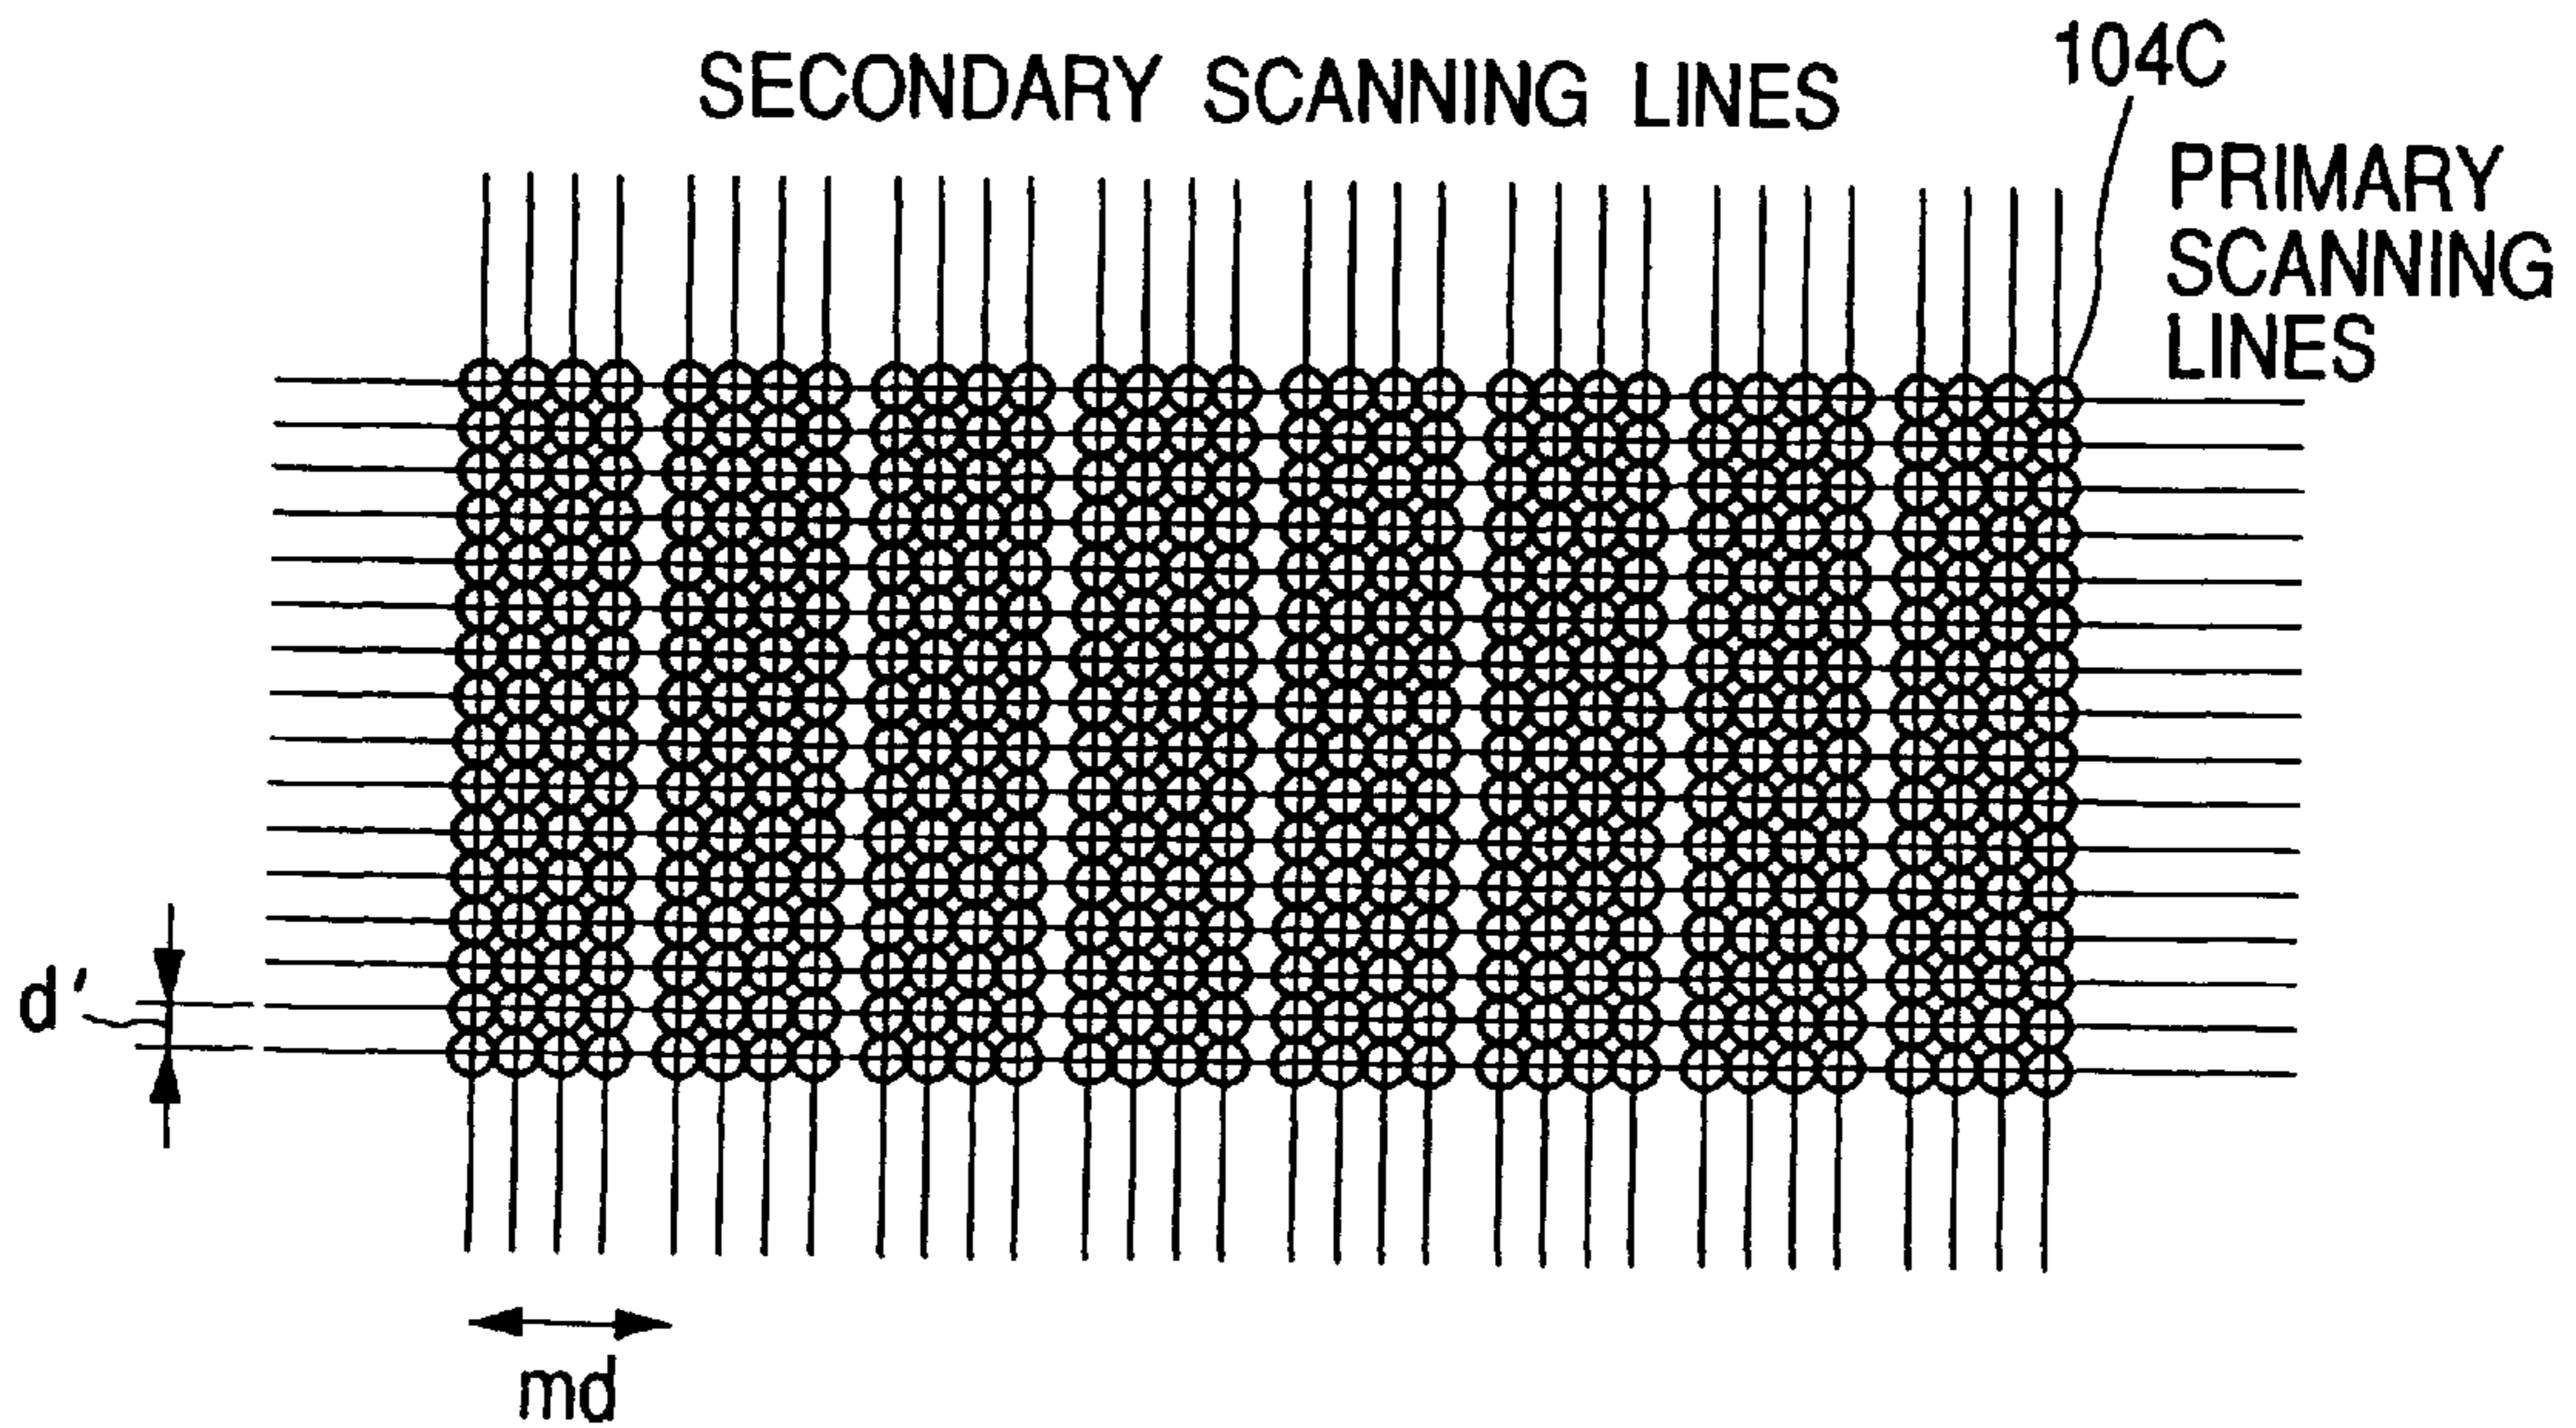 SECONDARY SCANNING LINES
104C
PRIMARY
SCANNING
LINES
d'
md